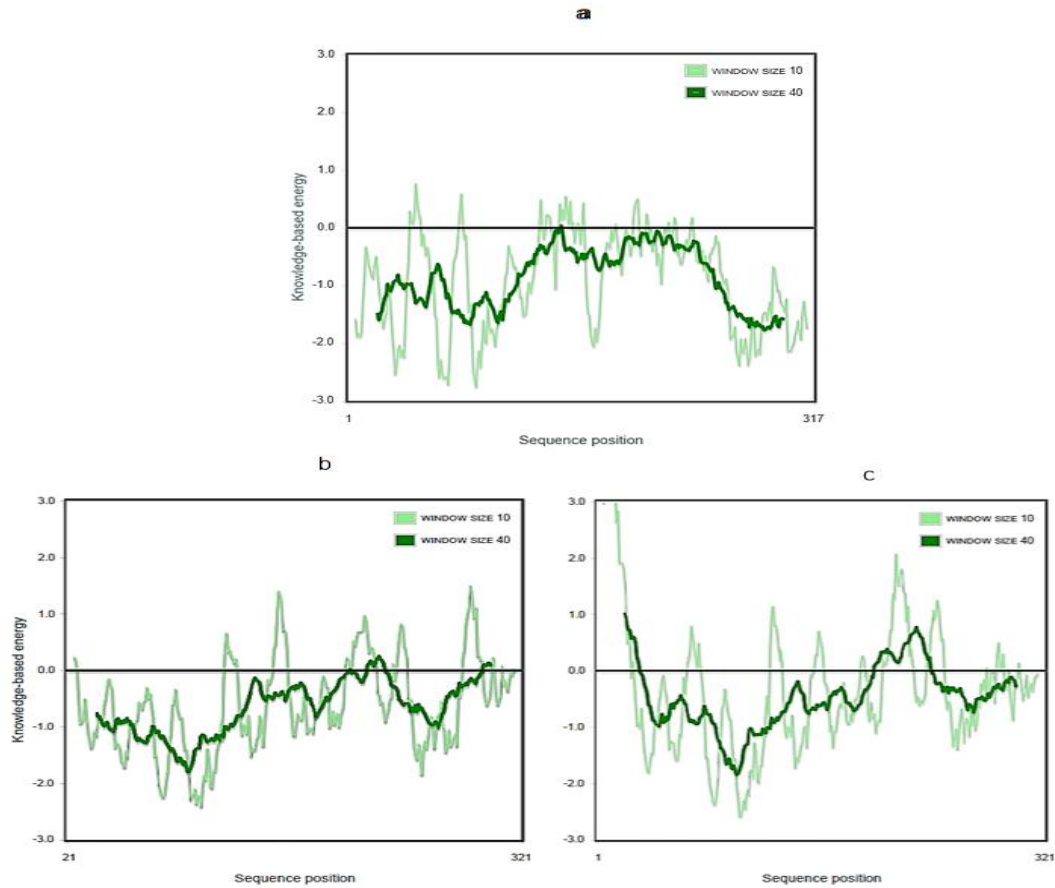 a
3.0
WINDOW SIZE 10
WINDOW SIZE 40
2.0
1.0
0.0
-1.0
-2.0
-3.0
Knowledge-based energy
1 317
Sequence position
b
3.0
WINDOW SIZE 10
WINDOW SIZE 40
2.0
1.0
0.0
-1.0
-2.0
-3.0
Knowledge-based energy
21 321
Sequence position
c
3.0
WINDOW SIZE 10
WINDOW SIZE 40
2.0
1.0
0.0
-1.0
-2.0
-3.0
1 321
Sequence position